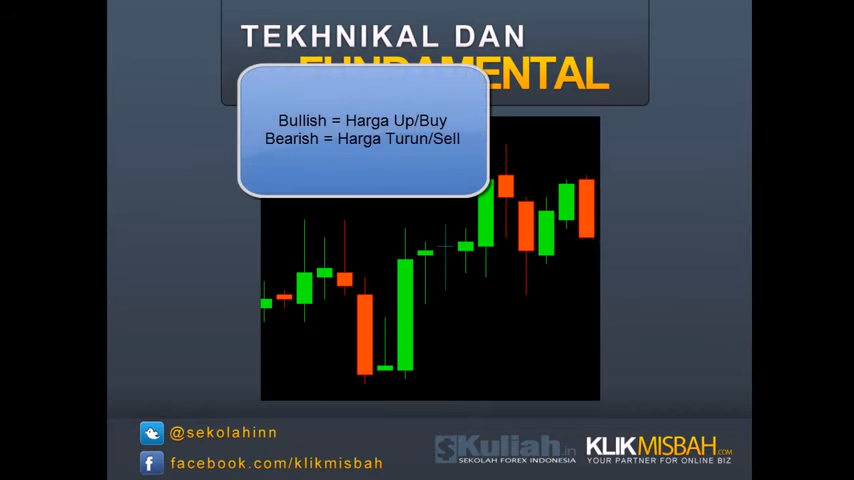 TEKHNIKAL DAN
FUNDAMENTAL
Bullish = Harga Up/Buy
Bearish = Harga Turun/Sell
@sekolahinn
facebook.com/klikmisbah
$Kuliah.in
SEKOLAH FOREX INDONESIA
KLIKMISBAH.COM
YOUR PARTNER FOR ONLINE BIZ